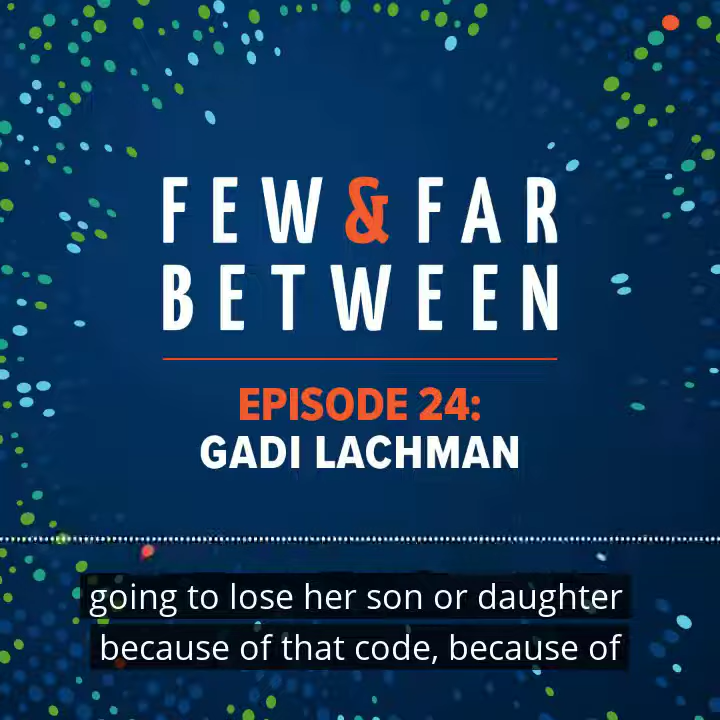 FEW & FAR
BETWEEN
EPISODE 24:
GADI LACHMAN
going to lose her son or daughter
because of that code, because of